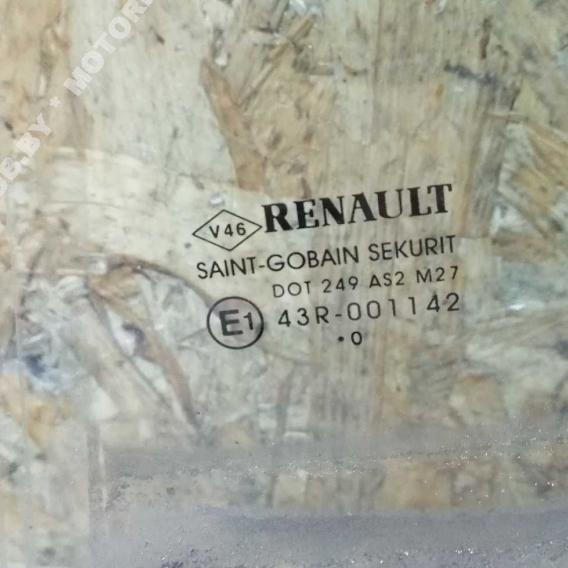 V46 RENAULT
SAINT-GOBAIN SEKURIT
DOT 249 AS2 M27
E1 43R-001142
.0